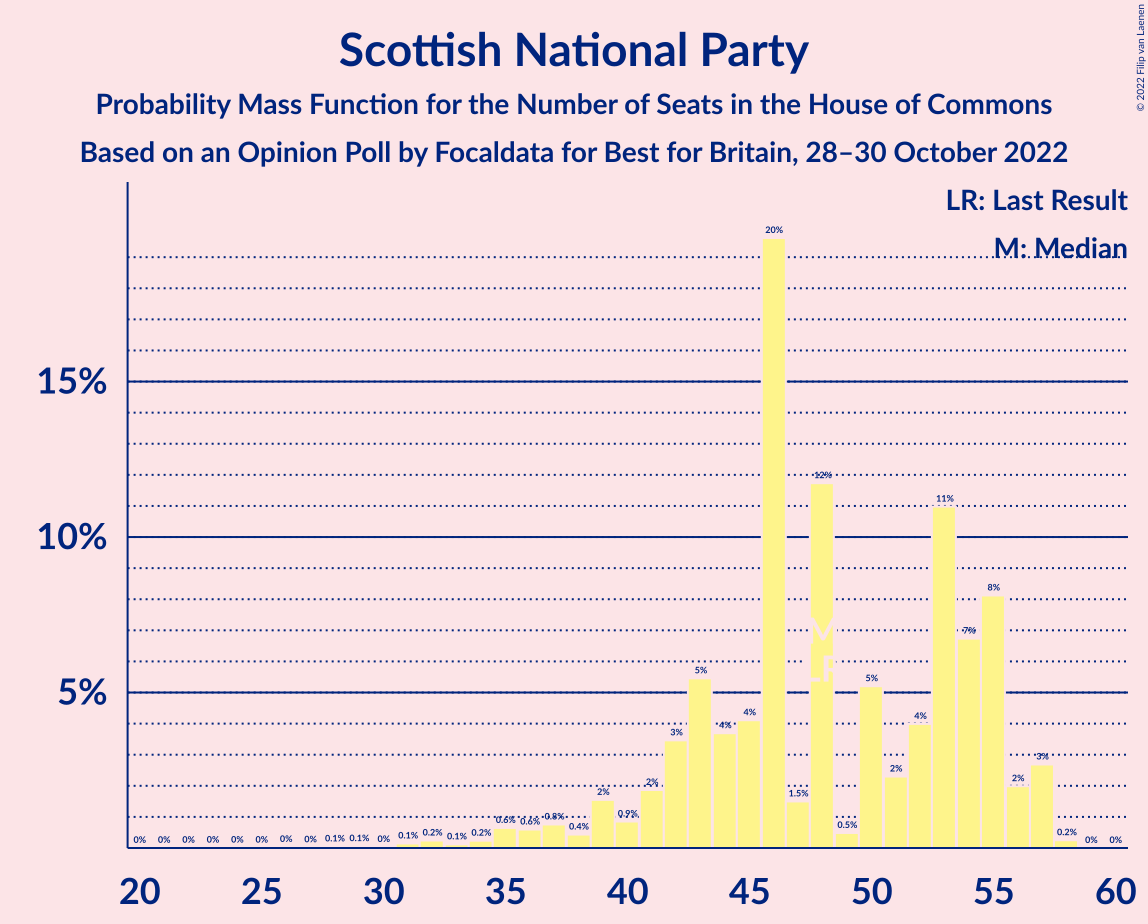 Scottish National Party
Probability Mass Function for the Number of Seats in the House of Commons
Based on an Opinion Poll by Focaldata for Best for Britain, 28–30 October 2022
© 2022 Filip van Laenen
LR: Last Result
M: Median
15%
10%
5%
0% 0% 0% 0% 0% 0% 0% 0% 0.1% 0.1% 0% 0.1% 0.2% 0.1% 0.2% 0.6% 0.6% 0.8% 0.4% 2% 0.9% 2% 3% 5% 4% 4% 20% 1.5% 12% 0.5% 5% 2% 4% 11% 7% 8% 2% 3% 0.2% 0% 0%
20 25 30 35 40 45 50 55 60